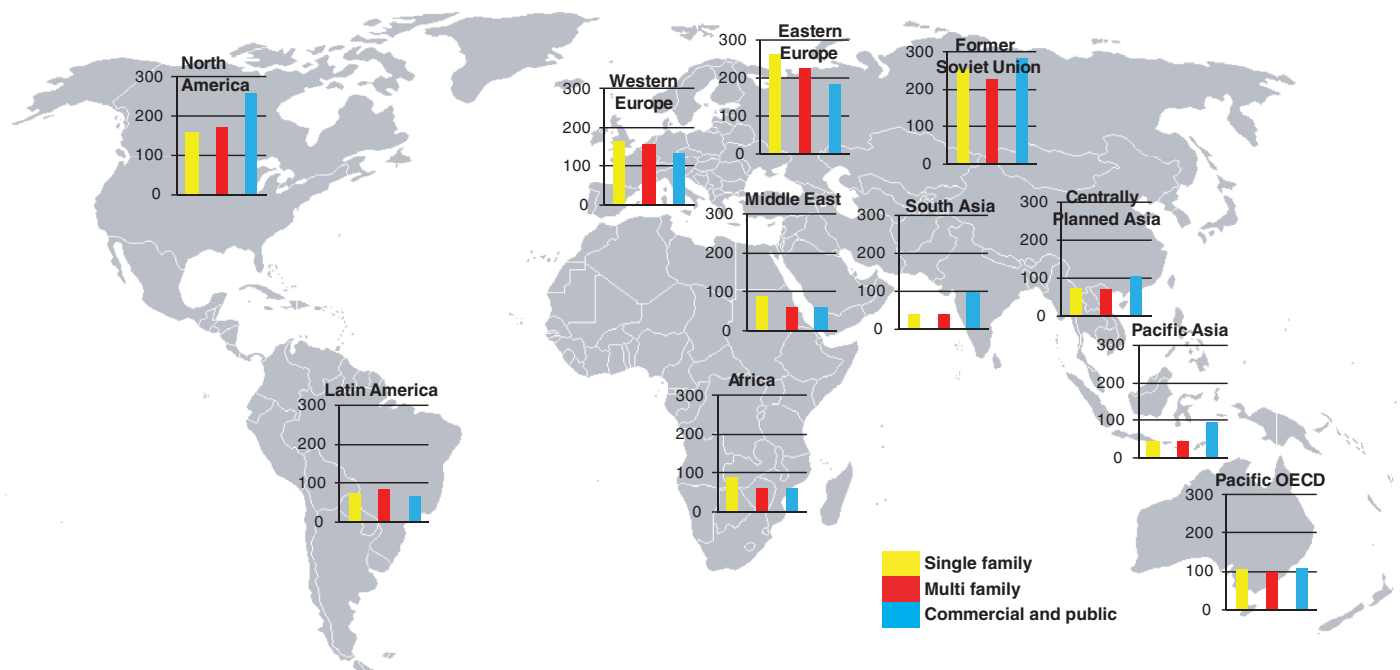 North
America
300
200
100
0
Western
Europe
300
200
100
0
Eastern
Europe
300
200
100
0
Former
Soviet Union
300
200
100
0
Middle East
300
200
100
0
South Asia
300
200
100
0
Centrally
Planned Asia
300
200
100
0
Pacific Asia
300
200
100
0
Latin America
300
200
100
0
Africa
300
200
100
0
Pacific OECD
300
200
100
0
Single family
Multi family
Commercial and public